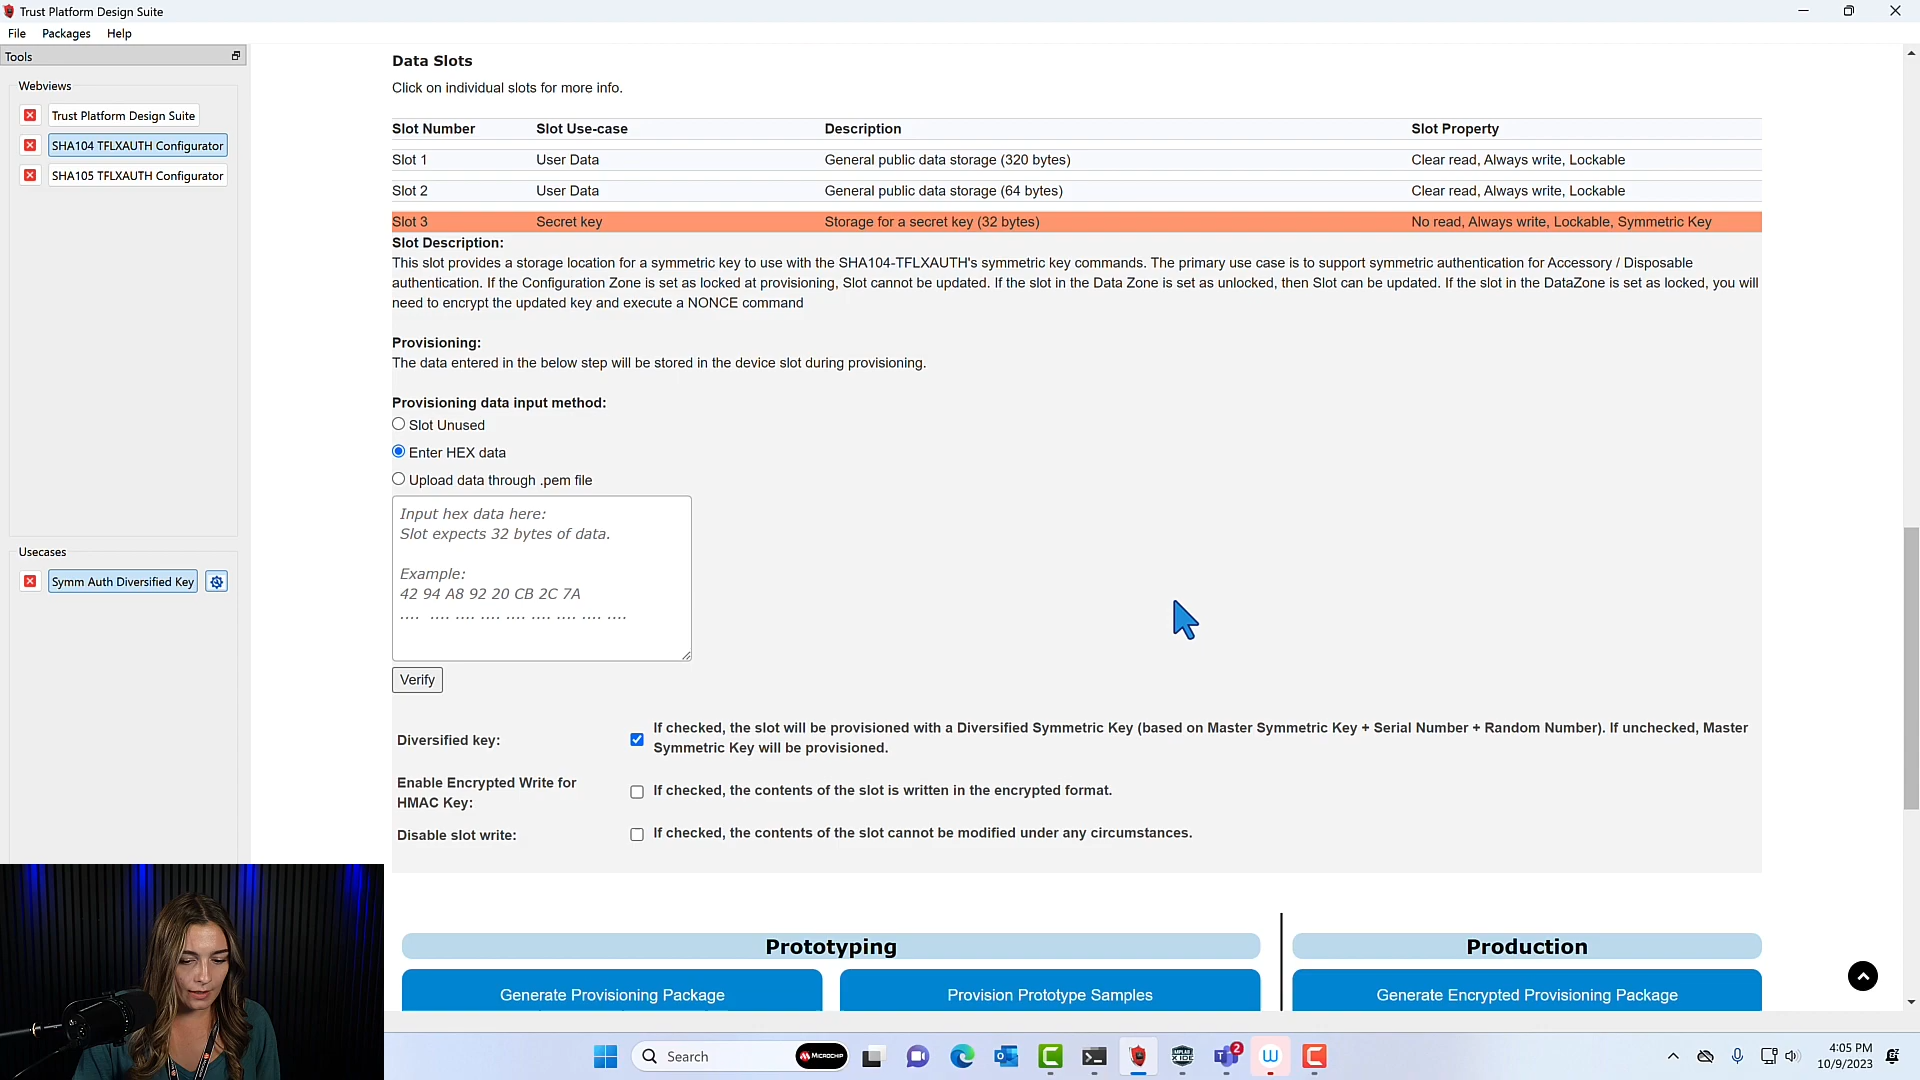 Trust Platform Design Suite
File Packages Help
Tools
Webviews
Trust Platform Design Suite
SHA104 TFLXAUTH Configurator
SHA105 TFLXAUTH Configurator
Usecases
Symm Auth Diversified Key
Data Slots
Click on individual slots for more info.
Slot Number Slot Use-case Description Slot Property
Slot 1 User Data General public data storage (320 bytes) Clear read, Always write, Lockable
Slot 2 User Data General public data storage (64 bytes) Clear read, Always write, Lockable
Slot 3 Secret key Storage for a secret key (32 bytes) No read, Always write, Lockable, Symmetric Key
Slot Description:
This slot provides a storage location for a symmetric key to use with the SHA104-TFLXAUTH's symmetric key commands. The primary use case is to support symmetric authentication for Accessory / Disposable
authentication. If the Configuration Zone is set as locked at provisioning, Slot cannot be updated. If the slot in the Data Zone is set as unlocked, then Slot can be updated. If the slot in the DataZone is set as locked, you will
need to encrypt the updated key and execute a NONCE command
Provisioning:
The data entered in the below step will be stored in the device slot during provisioning.
Provisioning data input method:
Slot Unused
Enter HEX data
Upload data through .pem file
Input hex data here:
Slot expects 32 bytes of data.
Example:
42 94 A8 92 20 CB 2C 7A
.... .... .... .... .... .... .... .... ....
Verify
Diversified key: If checked, the slot will be provisioned with a Diversified Symmetric Key (based on Master Symmetric Key + Serial Number + Random Number). If unchecked, Master
Symmetric Key will be provisioned.
Enable Encrypted Write for
HMAC Key: If checked, the contents of the slot is written in the encrypted format.
Disable slot write: If checked, the contents of the slot cannot be modified under any circumstances.
Prototyping Production
Generate Provisioning Package Provision Prototype Samples Generate Encrypted Provisioning Package
Search MICROCHIP 2
4:05 PM
10/9/2023